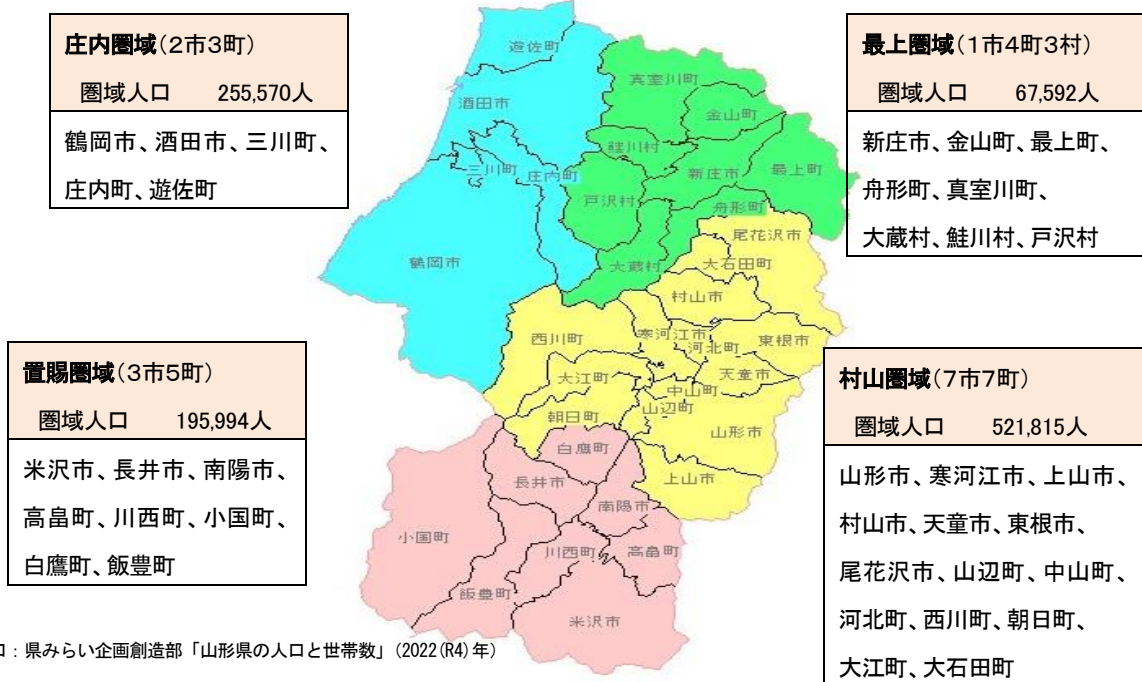 庄内圏域(2市3町)
圏域人口 255,570人
鶴岡市、酒田市、三川町、
庄内町、遊佐町
最上圏域(1市4町3村)
圏域人口 67,592人
新庄市、金山町、最上町、
舟形町、真室川町、
大蔵村、鮭川村、戸沢村
遊佐町
真室川町
酒田市
金山町
鮭川村
三川町
庄内町
新庄市
最上町
戸沢村
舟形町
尾花沢市
鶴岡市
大蔵村
大石田町
村山市
西川町
寒河江市
河北町
東根市
大江町
天童市
中山町
朝日町
山辺町
山形市
白鷹町
上山市
長井市
南陽市
小国町
川西町
高畠町
飯豊町
米沢市
置賜圏域(3市5町)
圏域人口 195,994人
米沢市、長井市、南陽市、
高畠町、川西町、小国町、
白鷹町、飯豊町
村山圏域(7市7町)
圏域人口 521,815人
山形市、寒河江市、上山市、
村山市、天童市、東根市、
尾花沢市、山辺町、中山町、
河北町、西川町、朝日町、
大江町、大石田町
口:県みらい企画創造部「山形県の人口と世帯数」(2022(R4)年)